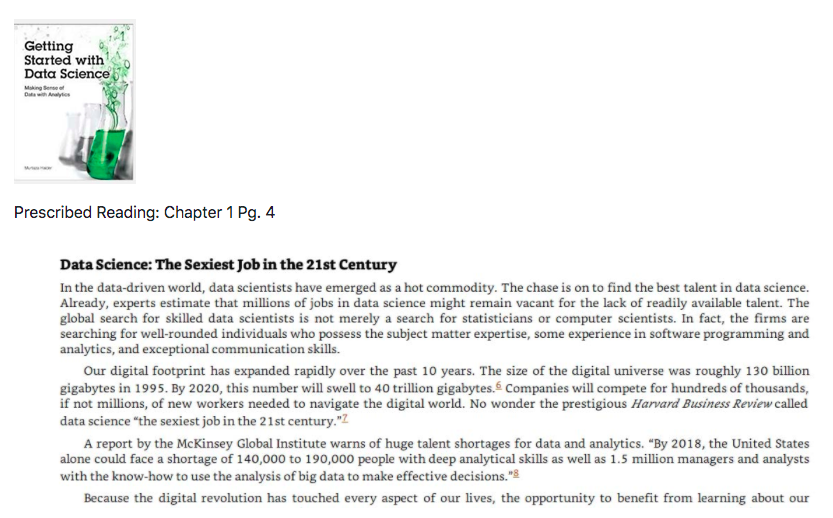 Getting
Started with
Data Science
Making Sense of
Data with Analytics
Murtaza Haider
Prescribed Reading: Chapter 1 Pg. 4
Data Science: The Sexiest Job in the 21st Century
In the data-driven world, data scientists have emerged as a hot commodity. The chase is on to find the best talent in data science.
Already, experts estimate that millions of jobs in data science might remain vacant for the lack of readily available talent. The
global search for skilled data scientists is not merely a search for statisticians or computer scientists. In fact, the firms are
searching for well-rounded individuals who possess the subject matter expertise, some experience in software programming and
analytics, and exceptional communication skills.
Our digital footprint has expanded rapidly over the past 10 years. The size of the digital universe was roughly 130 billion
gigabytes in 1995. By 2020, this number will swell to 40 trillion gigabytes.6 Companies will compete for hundreds of thousands,
if not millions, of new workers needed to navigate the digital world. No wonder the prestigious Harvard Business Review called
data science “the sexiest job in the 21st century.”7
A report by the McKinsey Global Institute warns of huge talent shortages for data and analytics. “By 2018, the United States
alone could face a shortage of 140,000 to 190,000 people with deep analytical skills as well as 1.5 million managers and analysts
with the know-how to use the analysis of big data to make effective decisions.”8
Because the digital revolution has touched every aspect of our lives, the opportunity to benefit from learning about our